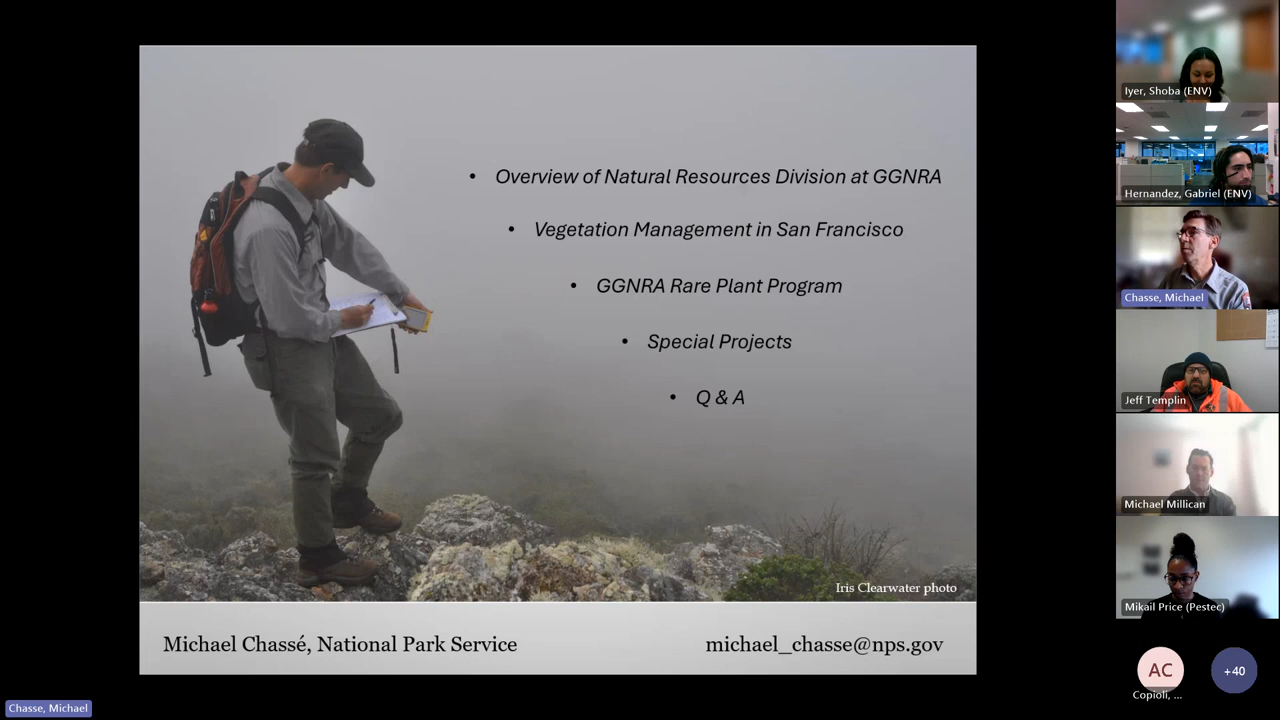 • Overview of Natural Resources Division at GGNRA
• Vegetation Management in San Francisco
• GGNRA Rare Plant Program
• Special Projects
• Q & A
Iris Clearwater photo
Michael Chassé, National Park Service
michael_chasse@nps.gov
Iyer, Shoba (ENV)
Hernandez, Gabriel (ENV)
Chasse, Michael
Jeff Templin
Michael Millican
Mikail Price (Pestec)
AC
+40
Copioli, ...
Chasse, Michael